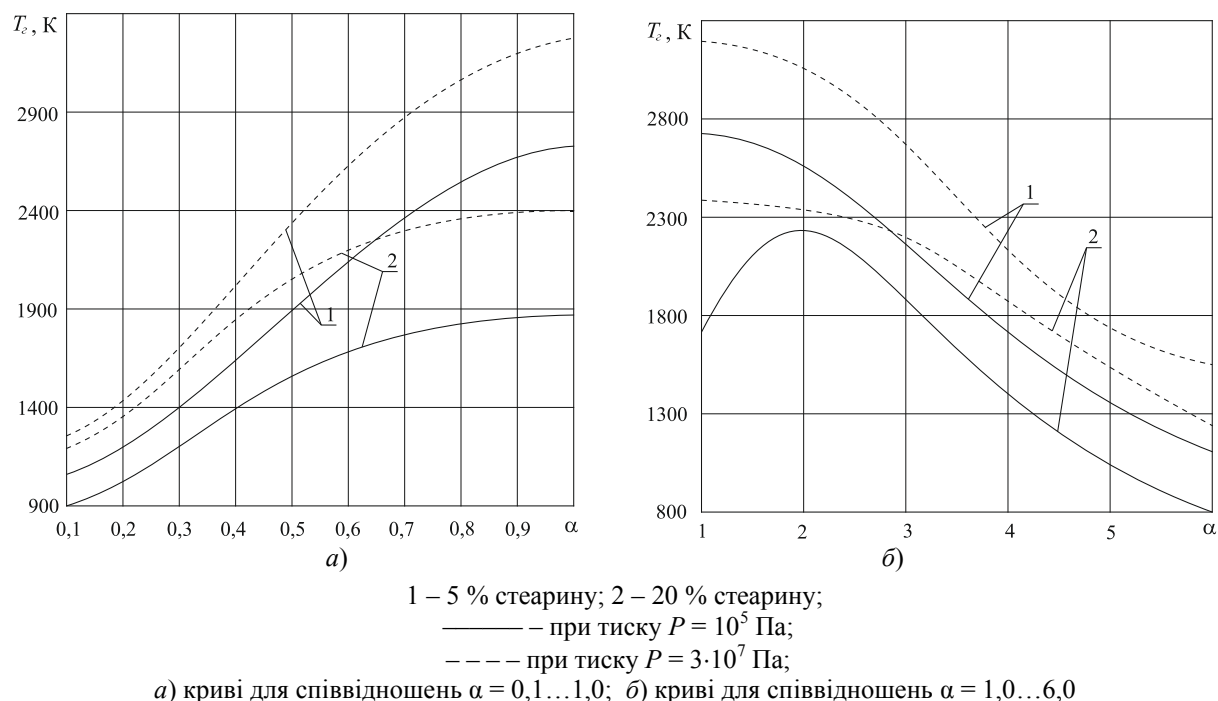 T_г, К
2900
2400
1900
1400
900
0,1 0,2 0,3 0,4 0,5 0,6 0,7 0,8 0,9 α
1
2
а)
T_г, К
2800
2300
1800
1300
800
1 2 3 4 5 α
1
2
б)
1 – 5 % стеарину; 2 – 20 % стеарину;
——— – при тиску P = 10⁵ Па;
– – – – при тиску P = 3·10⁷ Па;
а) криві для співвідношень α = 0,1…1,0; б) криві для співвідношень α = 1,0…6,0